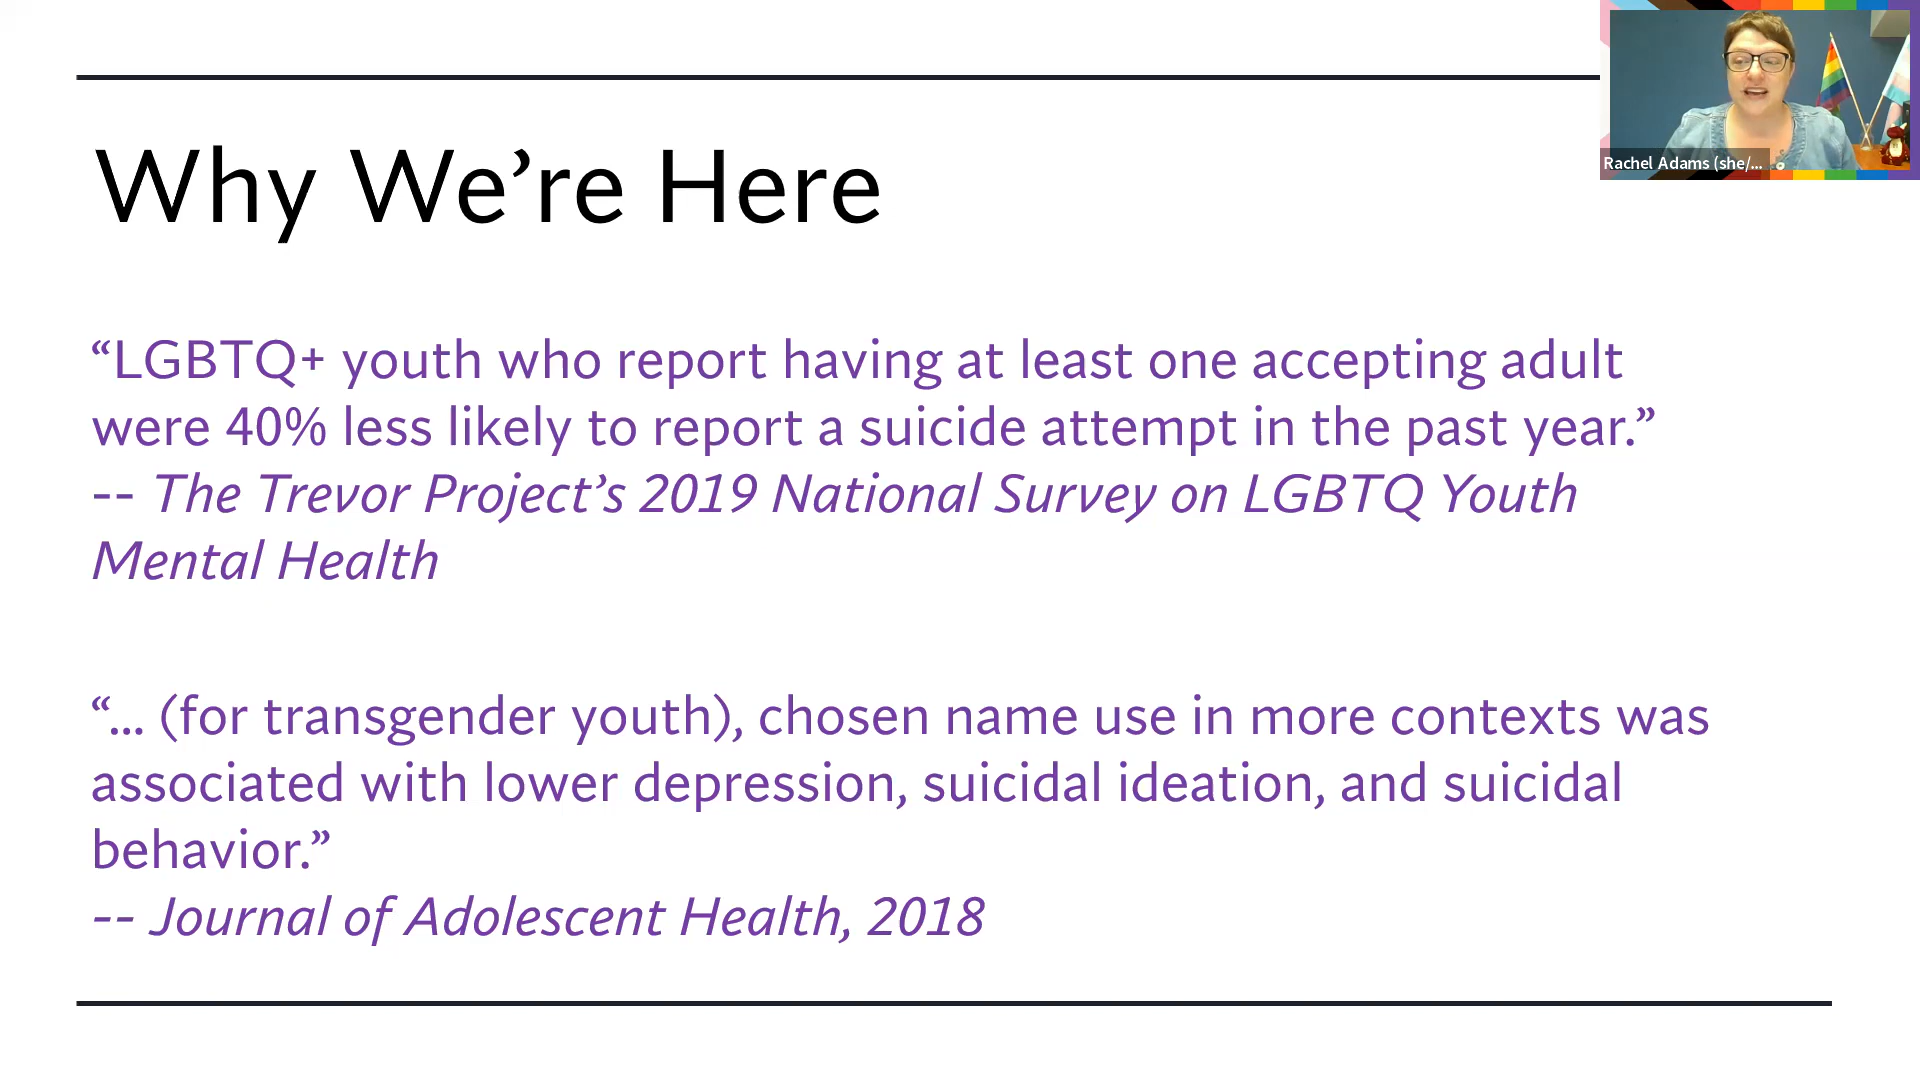 Rachel Adams (she/...
Why We’re Here
“LGBTQ+ youth who report having at least one accepting adult
were 40% less likely to report a suicide attempt in the past year.”
-- The Trevor Project’s 2019 National Survey on LGBTQ Youth
Mental Health
“... (for transgender youth), chosen name use in more contexts was
associated with lower depression, suicidal ideation, and suicidal
behavior.”
-- Journal of Adolescent Health, 2018